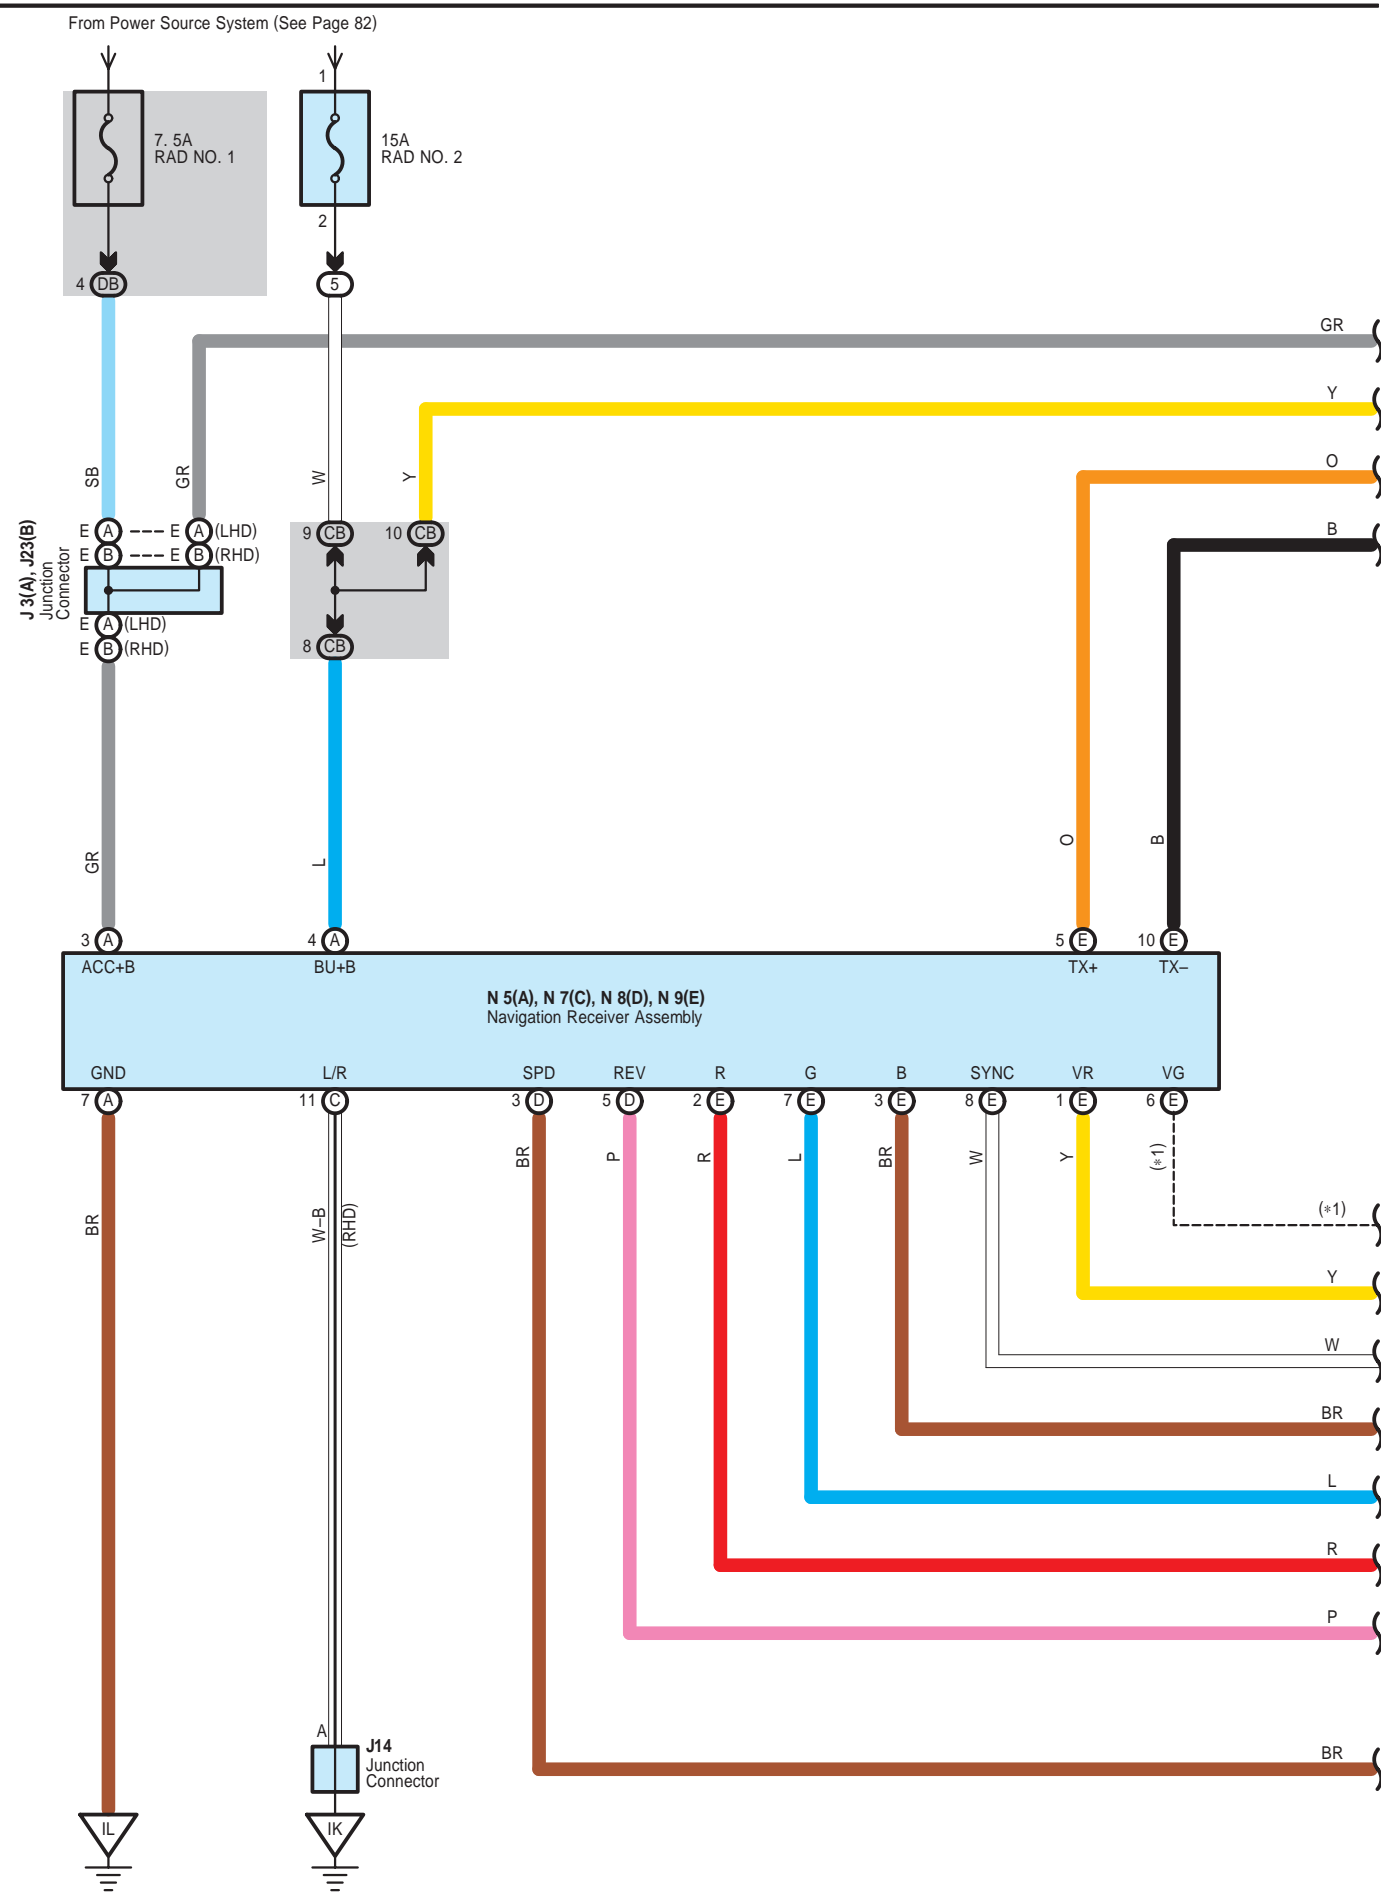 From Power Source System (See Page 82)
1
7. 5A
RAD NO. 1
15A
RAD NO. 2
2
4 DB
5
GR
Y
O
B
SB
GR
W
Y
J 3(A), J23(B)
Junction
Connector
E A E A (LHD)
E B E B (RHD)
9 CB 10 CB
E A (LHD)
E B (RHD)
8 CB
GR
L
O
B
3 A
4 A
5 E
10 E
ACC+B
BU+B
TX+
TX–
N 5(A), N 7(C), N 8(D), N 9(E)
Navigation Receiver Assembly
GND
L/R
SPD
REV
R
G
B
SYNC
VR
VG
7 A
11 C
3 D
5 D
2 E
7 E
3 E
8 E
1 E
6 E
BR
W–B
(RHD)
BR
P
R
L
BR
W
Y
(*1)
(*1)
Y
W
BR
L
R
P
BR
A
J14
Junction
Connector
IL
IK